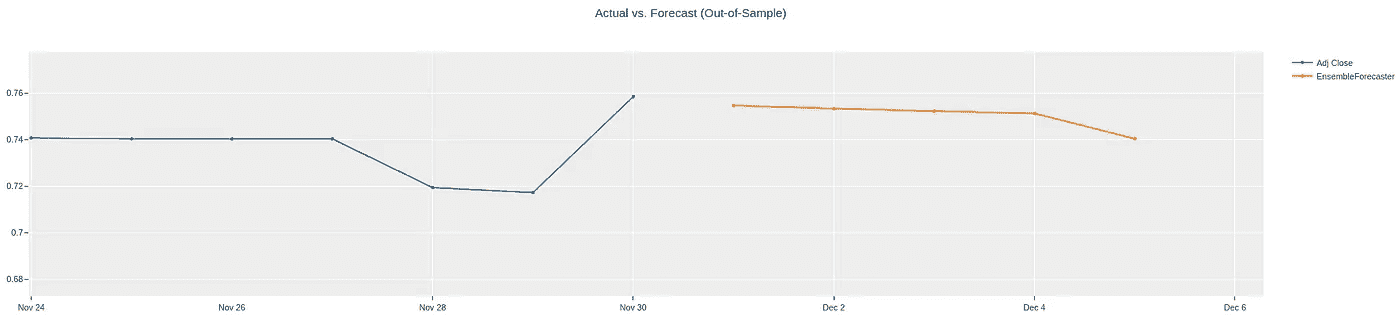 Actual vs. Forecast (Out-of-Sample)
Adj Close
EnsembleForecaster
0.76
0.74
0.72
0.7
0.68
Nov 24
Nov 26
Nov 28
Nov 30
Dec 2
Dec 4
Dec 6